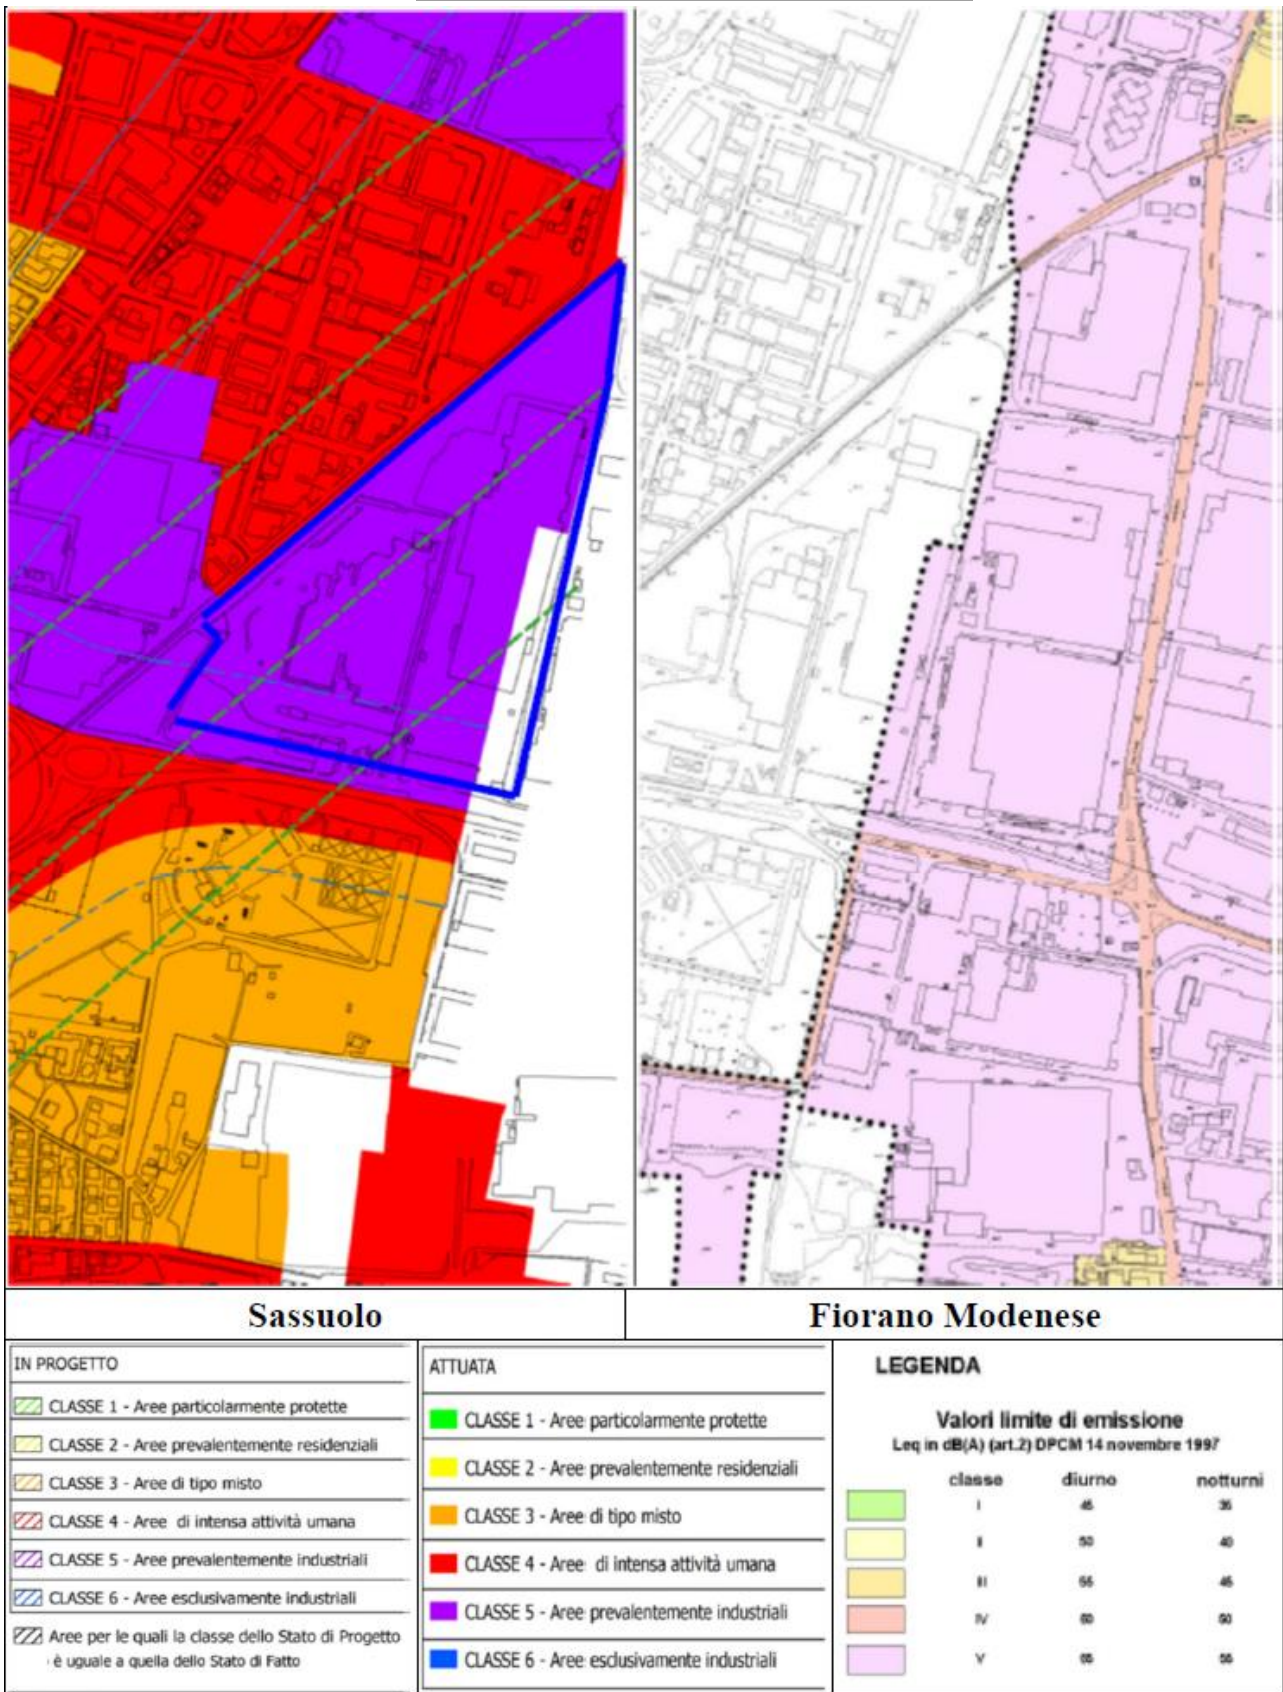 Sassuolo
Fiorano Modenese
IN PROGETTO
CLASSE 1 - Aree particolarmente protette
CLASSE 2 - Aree prevalentemente residenziali
CLASSE 3 - Aree di tipo misto
CLASSE 4 - Aree di intensa attività umana
CLASSE 5 - Aree prevalentemente industriali
CLASSE 6 - Aree esclusivamente industriali
Aree per le quali la classe dello Stato di Progetto
è uguale a quella dello Stato di Fatto
ATTUATA
CLASSE 1 - Aree particolarmente protette
CLASSE 2 - Aree prevalentemente residenziali
CLASSE 3 - Aree di tipo misto
CLASSE 4 - Aree di intensa attività umana
CLASSE 5 - Aree prevalentemente industriali
CLASSE 6 - Aree esclusivamente industriali
LEGENDA
Valori limite di emissione
Leq in dB(A) (art.2) DPCM 14 novembre 1997
classe diurno notturni
I 45 35
II 50 40
III 55 45
IV 60 50
V 65 55